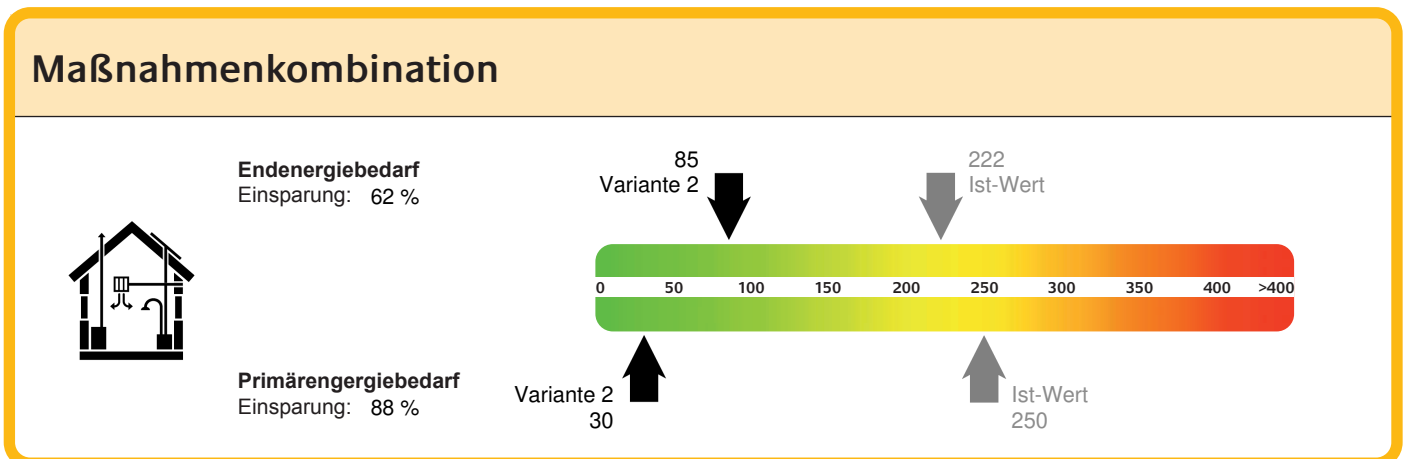 Maßnahmenkombination
Endenergiebedarf
Einsparung: 62 %
85
Variante 2
222
Ist-Wert
0 50 100 150 200 250 300 350 400 >400
Primärengergiebedarf
Einsparung: 88 %
Variante 2
30
Ist-Wert
250